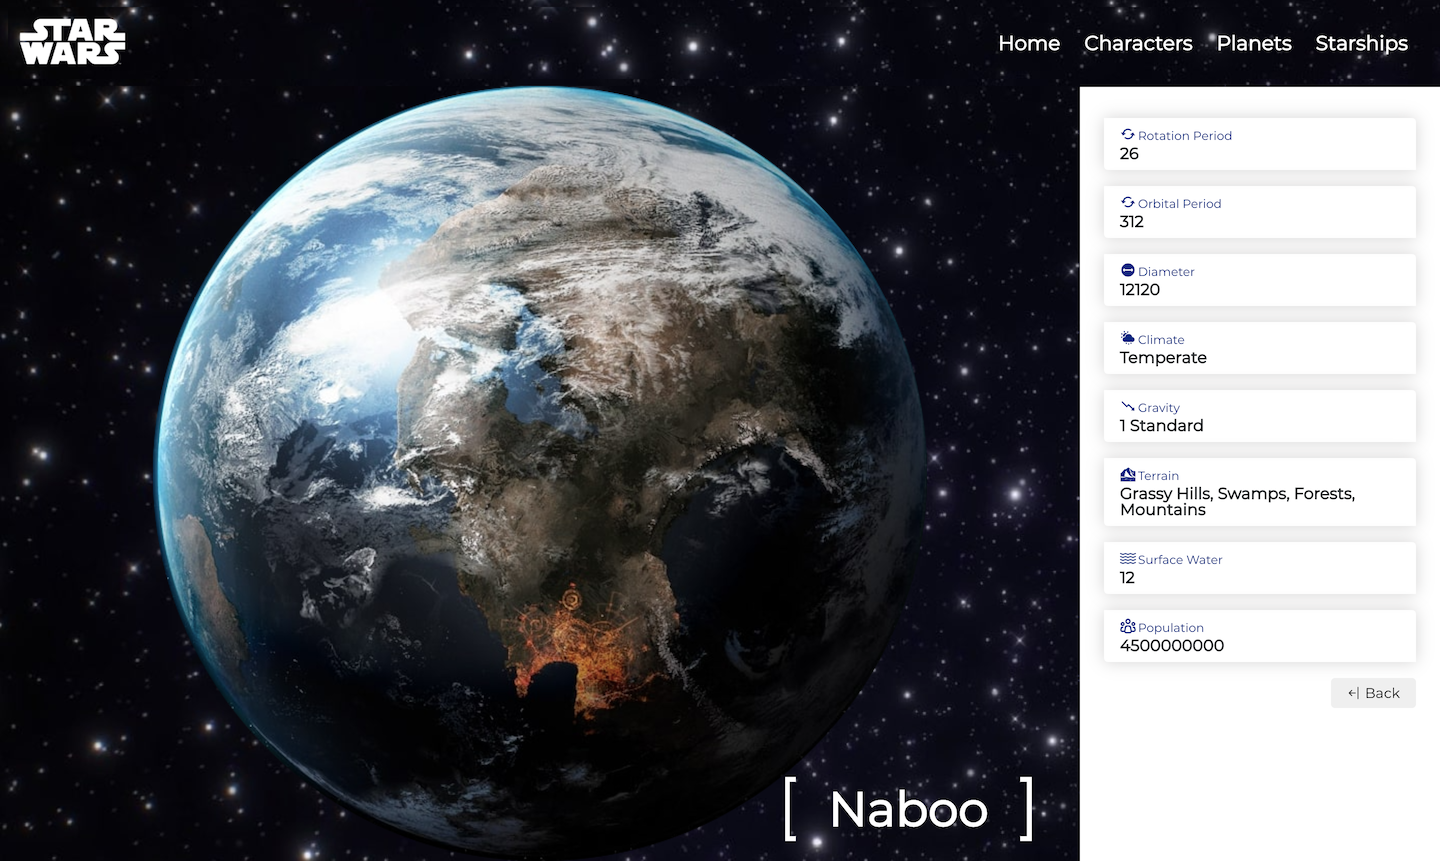 STAR
WARS
Home Characters Planets Starships
Rotation Period
26
Orbital Period
312
Diameter
12120
Climate
Temperate
Gravity
1 Standard
Terrain
Grassy Hills, Swamps, Forests,
Mountains
Surface Water
12
Population
4500000000
Back
[ Naboo ]